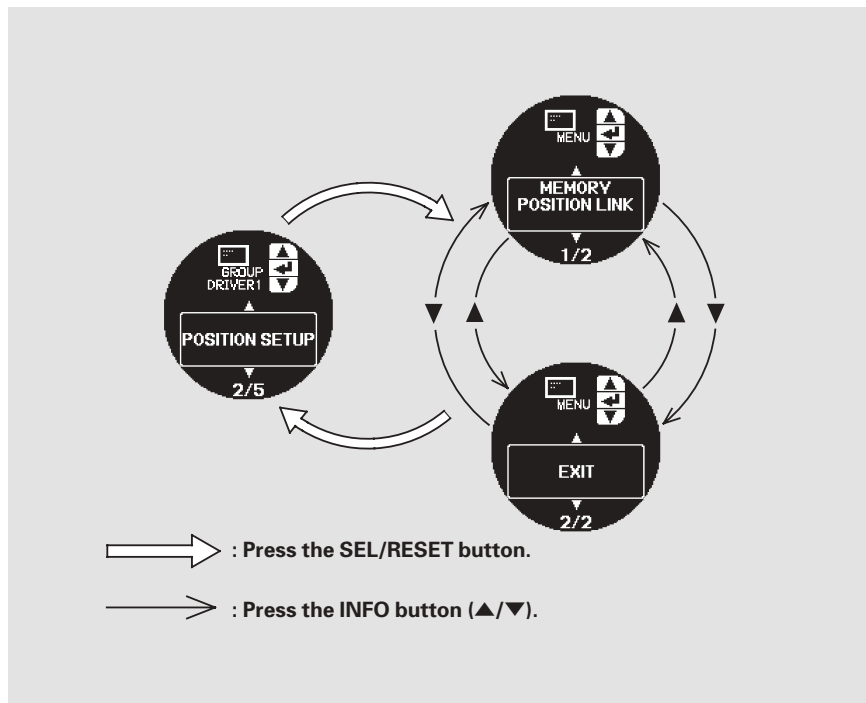 MENU
▲
MEMORY
POSITION LINK
▼
1/2
GROUP
DRIVER1
▲
POSITION SETUP
▼
2/5
▼ ▲ ▲ ▼
MENU
▲
EXIT
▼
2/2
: Press the SEL/RESET button.
: Press the INFO button (▲/▼).